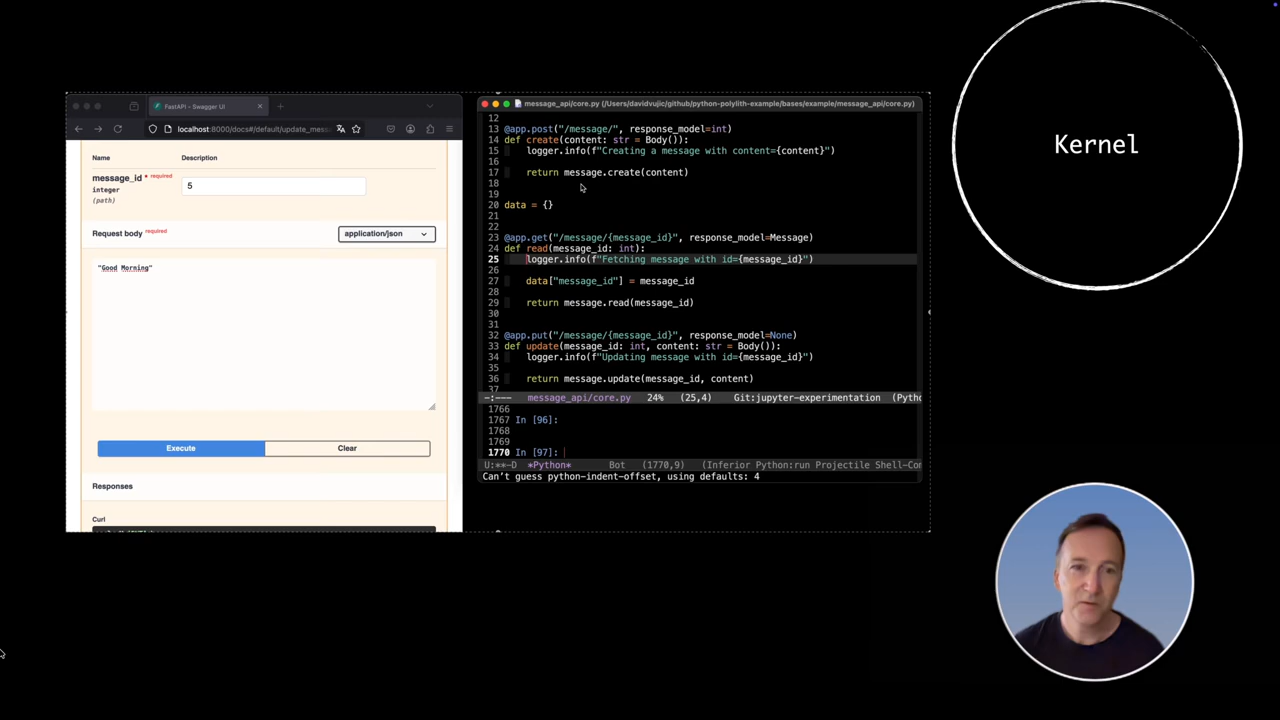 FastAPI - Swagger UI
localhost:8000/docs#/default/update_mess
Name Description
message_id * required
integer
(path)
5
Request body required
application/json
"Good Morning"
Execute
Clear
Responses
Curl
message_api/core.py (/Users/davidvujic/github/python-polylith-example/bases/example/message_api/core.py)
12
13 @app.post("/message/", response_model=int)
14 def create(content: str = Body()):
15 logger.info(f"Creating a message with content={content}")
16
17 return message.create(content)
18
19
20 data = {}
21
22
23 @app.get("/message/{message_id}", response_model=Message)
24 def read(message_id: int):
25 logger.info(f"Fetching message with id={message_id}")
26
27 data["message_id"] = message_id
28
29 return message.read(message_id)
30
31
32 @app.put("/message/{message_id}", response_model=None)
33 def update(message_id: int, content: str = Body()):
34 logger.info(f"Updating message with id={message_id}")
35
36 return message.update(message_id, content)
37
-:--- message_api/core.py 24% (25,4) Git:jupyter-experimentation (Pytho
1766
1767 In [96]:
1768
1769
1770 In [97]:
U:**-D *Python* Bot (1770,9) (Inferior Python:run Projectile Shell-Com
Can't guess python-indent-offset, using defaults: 4
Kernel